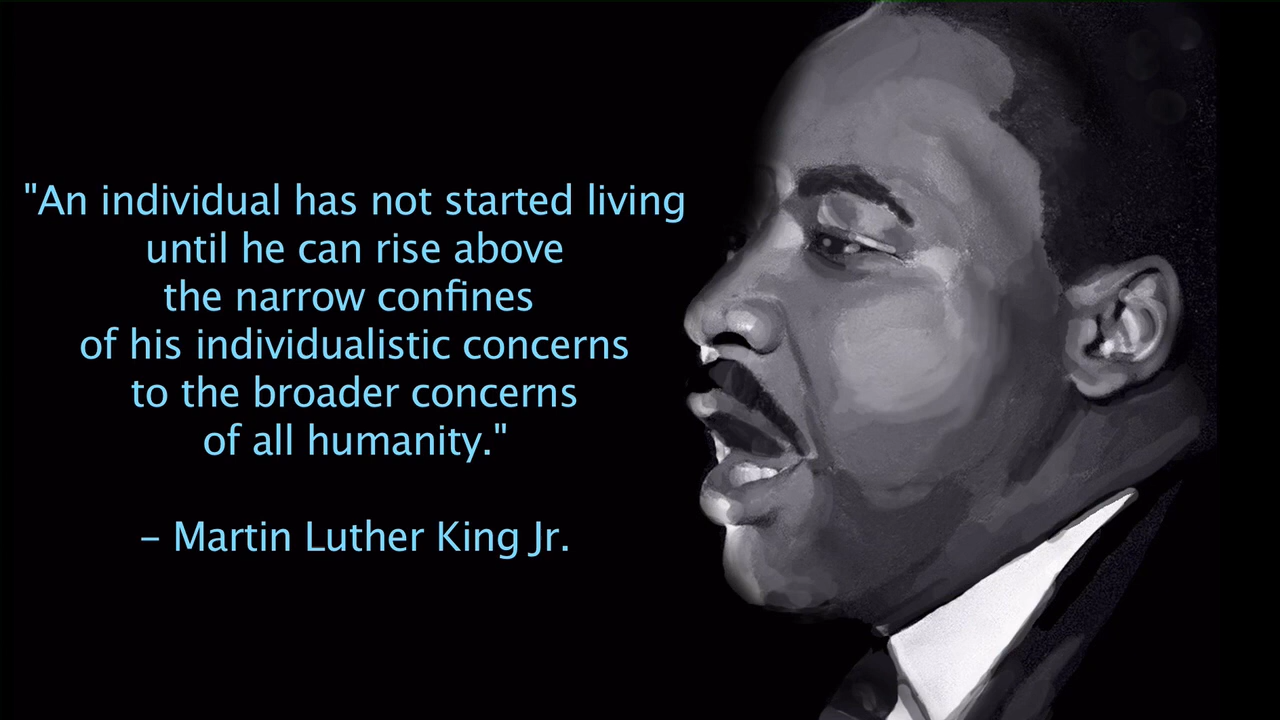 "An individual has not started living
until he can rise above
the narrow confines
of his individualistic concerns
to the broader concerns
of all humanity."
– Martin Luther King Jr.